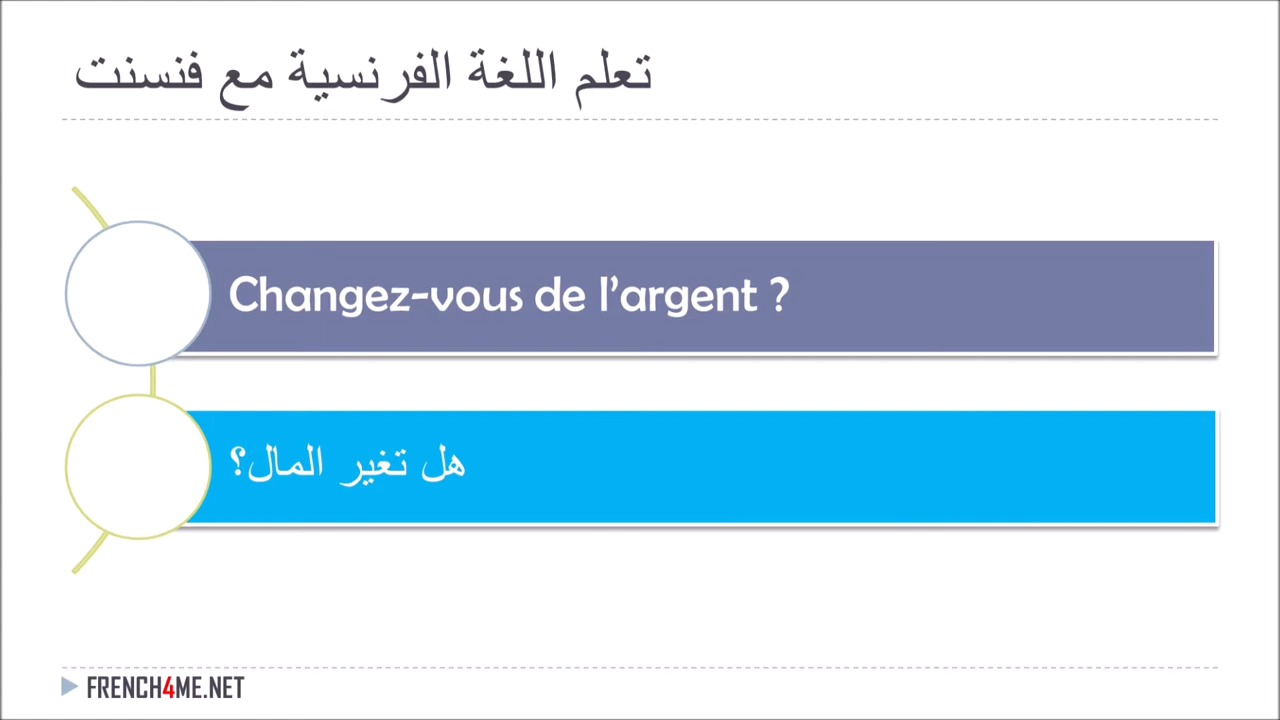 تعلم اللغة الفرنسية مع فنسنت
Changez-vous de l’argent ?
هل تغير المال؟
FRENCH4ME.NET